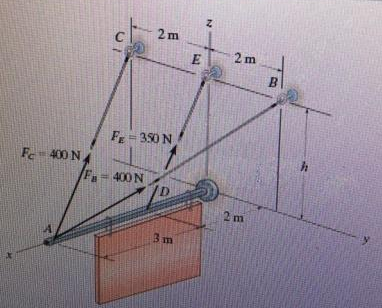 z
2 m
C
E
2 m
B
F_E = 350 N
F_C = 400 N
F_B = 400 N
h
D
2 m
A
3 m
x
y